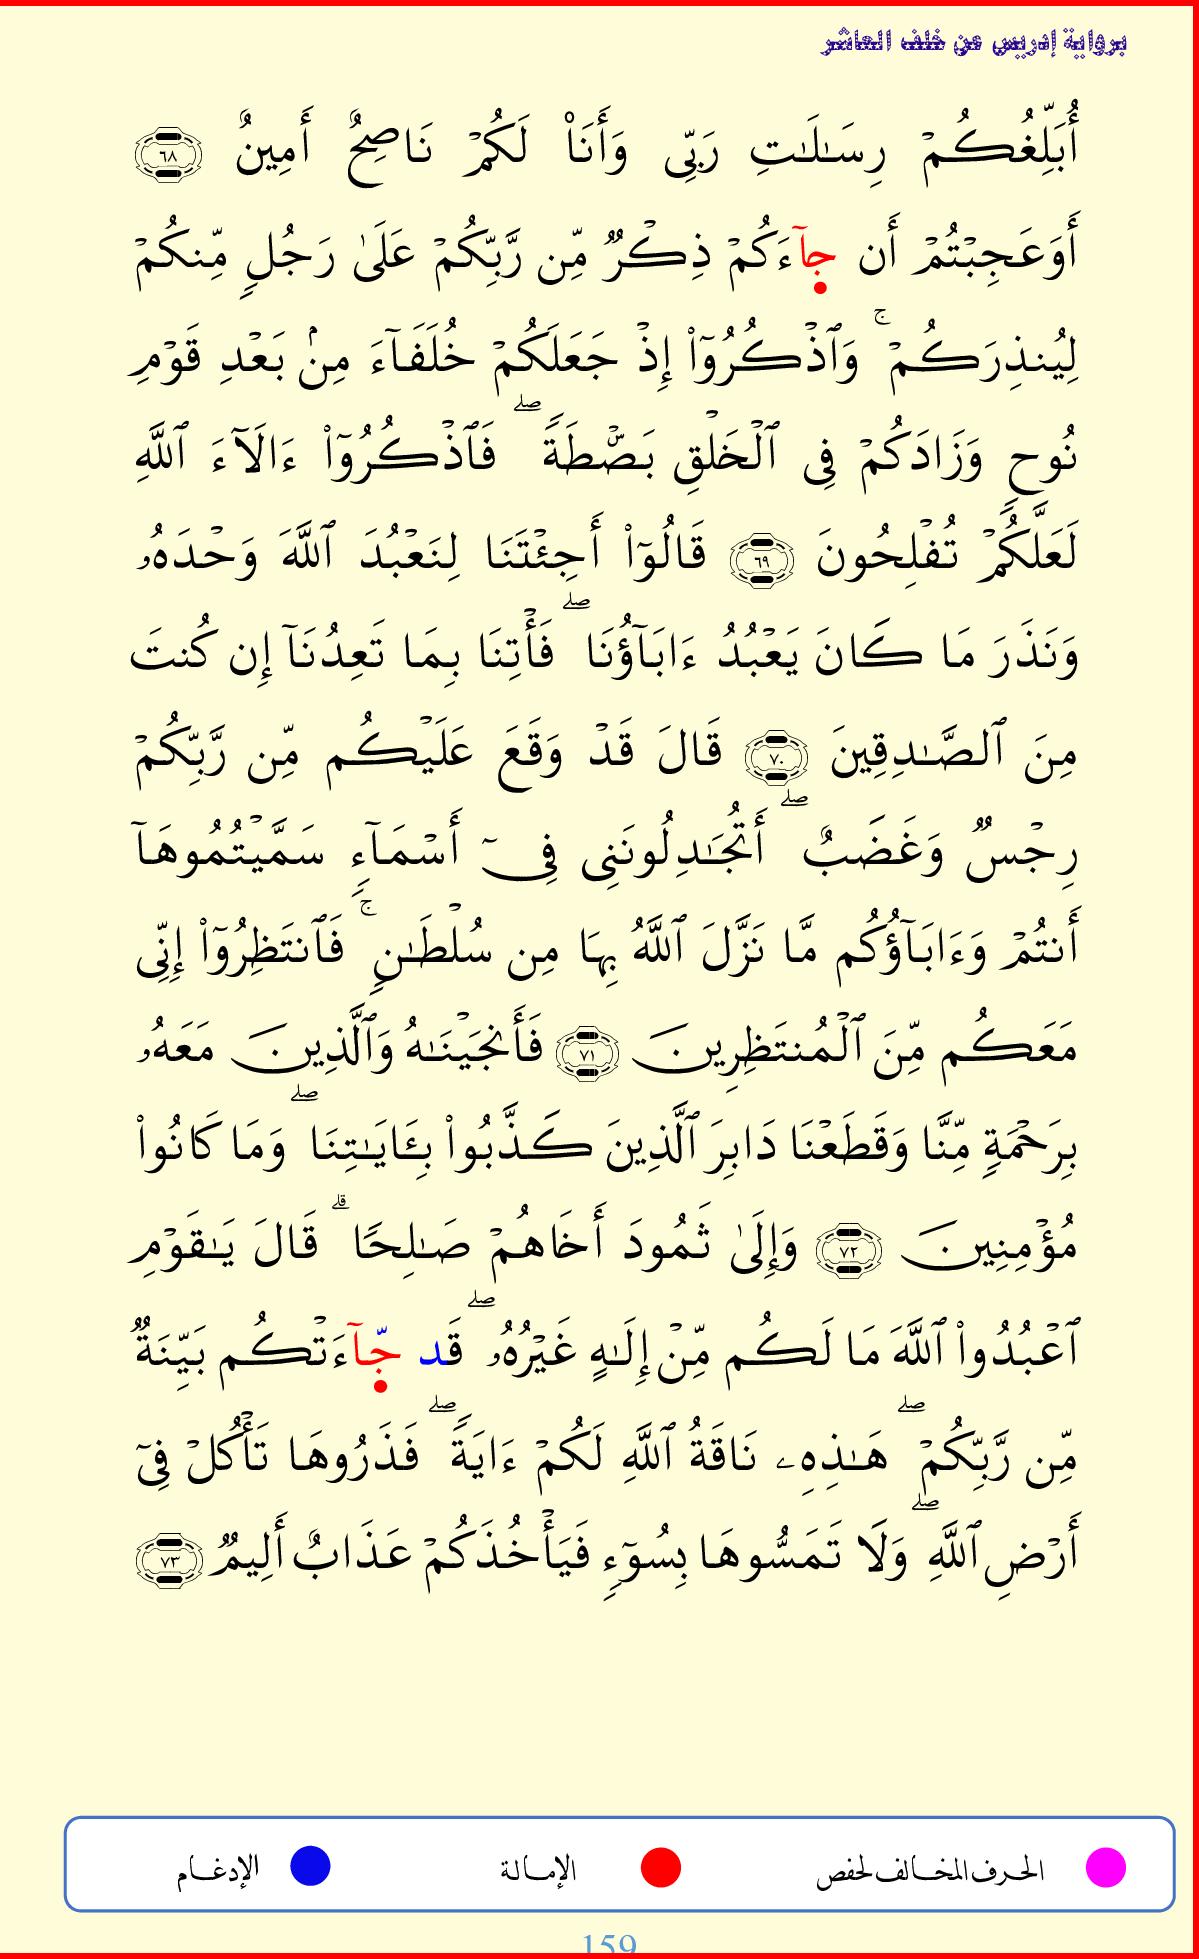 برواية إدريس عن خلف العاشر
أُبَلِّغُكُمۡ رِسَٰلَٰتِ رَبِّي وَأَنَا۠ لَكُمۡ نَاصِحٌ أَمِينٌ ٦٨
أَوَعَجِبۡتُمۡ أَن جَآءَكُمۡ ذِكۡرٞ مِّن رَّبِّكُمۡ عَلَىٰ رَجُلٖ مِّنكُمۡ
لِيُنذِرَكُمۡۚ وَٱذۡكُرُوٓاْ إِذۡ جَعَلَكُمۡ خُلَفَآءَ مِنۢ بَعۡدِ قَوۡمِ
نُوحٖ وَزَادَكُمۡ فِي ٱلۡخَلۡقِ بَصۜۡطَةٗۖ فَٱذۡكُرُوٓاْ ءَالَآءَ ٱللَّهِ
لَعَلَّكُمۡ تُفۡلِحُونَ ٦٩ قَالُوٓاْ أَجِئۡتَنَا لِنَعۡبُدَ ٱللَّهَ وَحۡدَهُۥ
وَنَذَرَ مَا كَانَ يَعۡبُدُ ءَابَآؤُنَا ۖ فَأۡتِنَا بِمَا تَعِدُنَآ إِن كُنتَ
مِنَ ٱلصَّٰدِقِينَ ٧٠ قَالَ قَدۡ وَقَعَ عَلَيۡكُم مِّن رَّبِّكُمۡ
رِجۡسٞ وَغَضَبٌۖ أَتُجَٰدِلُونَنِي فِيٓ أَسۡمَآءٖ سَمَّيۡتُمُوهَآ
أَنتُمۡ وَءَابَآؤُكُم مَّا نَزَّلَ ٱللَّهُ بِهَا مِن سُلۡطَٰنٖۚ فَٱنتَظِرُوٓاْ إِنِّي
مَعَكُم مِّنَ ٱلۡمُنتَظِرِينَ ٧١ فَأَنجَيۡنَٰهُ وَٱلَّذِينَ مَعَهُۥ
بِرَحۡمَةٖ مِّنَّا وَقَطَعۡنَا دَابِرَ ٱلَّذِينَ كَذَّبُواْ بِـَٔايَٰتِنَاۖ وَمَا كَانُواْ
مُؤۡمِنِينَ ٧٢ وَإِلَىٰ ثَمُودَ أَخَاهُمۡ صَٰلِحٗاۗ قَالَ يَٰقَوۡمِ
ٱعۡبُدُواْ ٱللَّهَ مَا لَكُم مِّنۡ إِلَٰهٍ غَيۡرُهُۥۖ قَد جَّآءَتۡكُم بَيِّنَةٞ
مِّن رَّبِّكُمۡۖ هَٰذِهِۦ نَاقَةُ ٱللَّهِ لَكُمۡ ءَايَةٗۖ فَذَرُوهَا تَأۡكُلۡ فِيٓ
أَرۡضِ ٱللَّهِۖ وَلَا تَمَسُّوهَا بِسُوٓءٖ فَيَأۡخُذَكُمۡ عَذَابٌ أَلِيمٞ ٧٣
الحرف المخالف لحفص الإمالة الإدغام
159